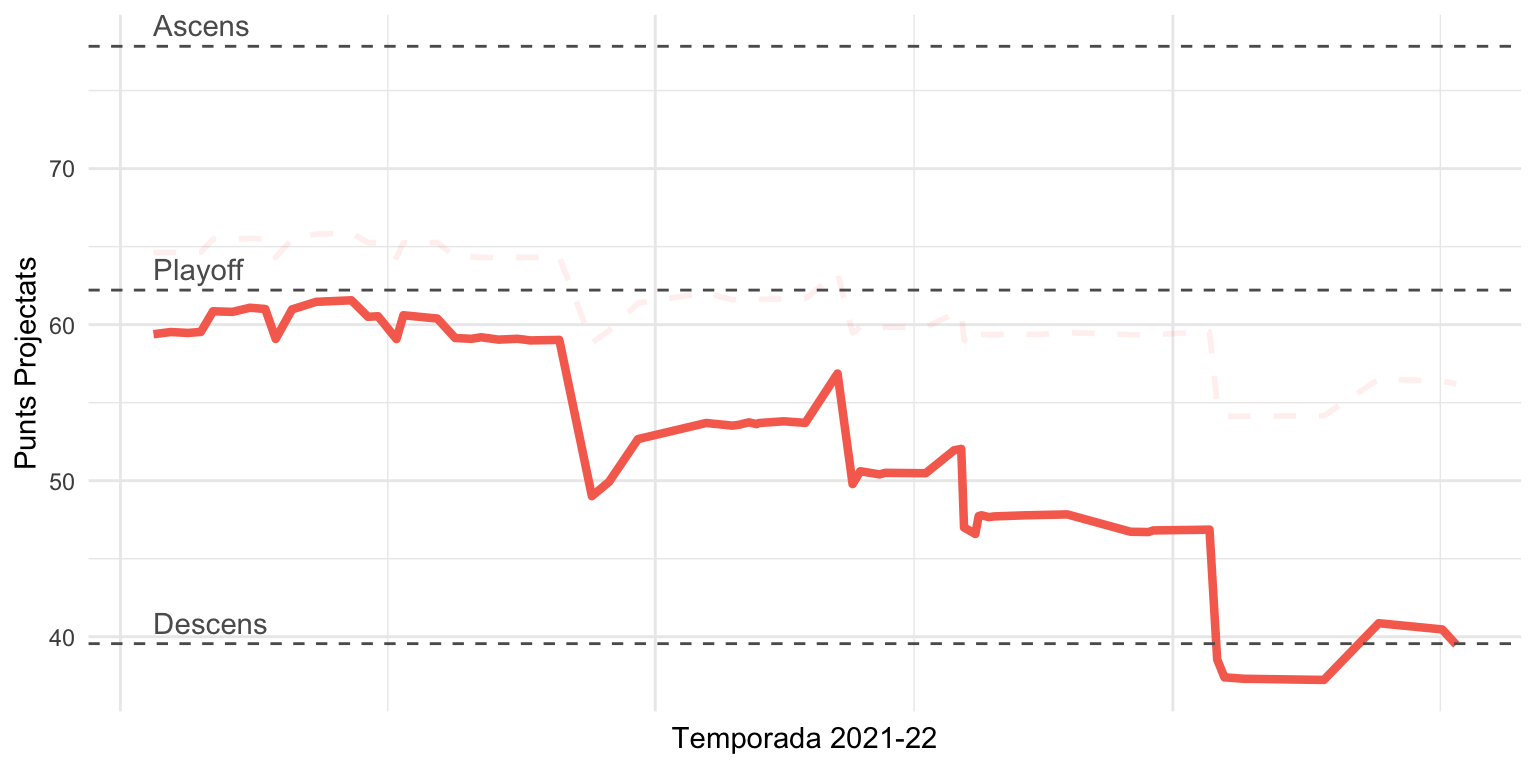 Ascens
70
Playoff
60
50
Descens
40
Punts Projectats
Temporada 2021-22